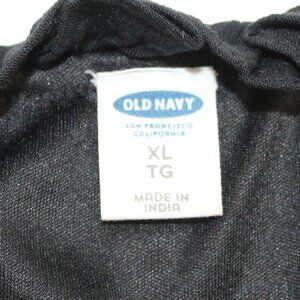 OLD NAVY
SAN FRANCISCO
CALIFORNIA
XL
TG
MADE IN
INDIA